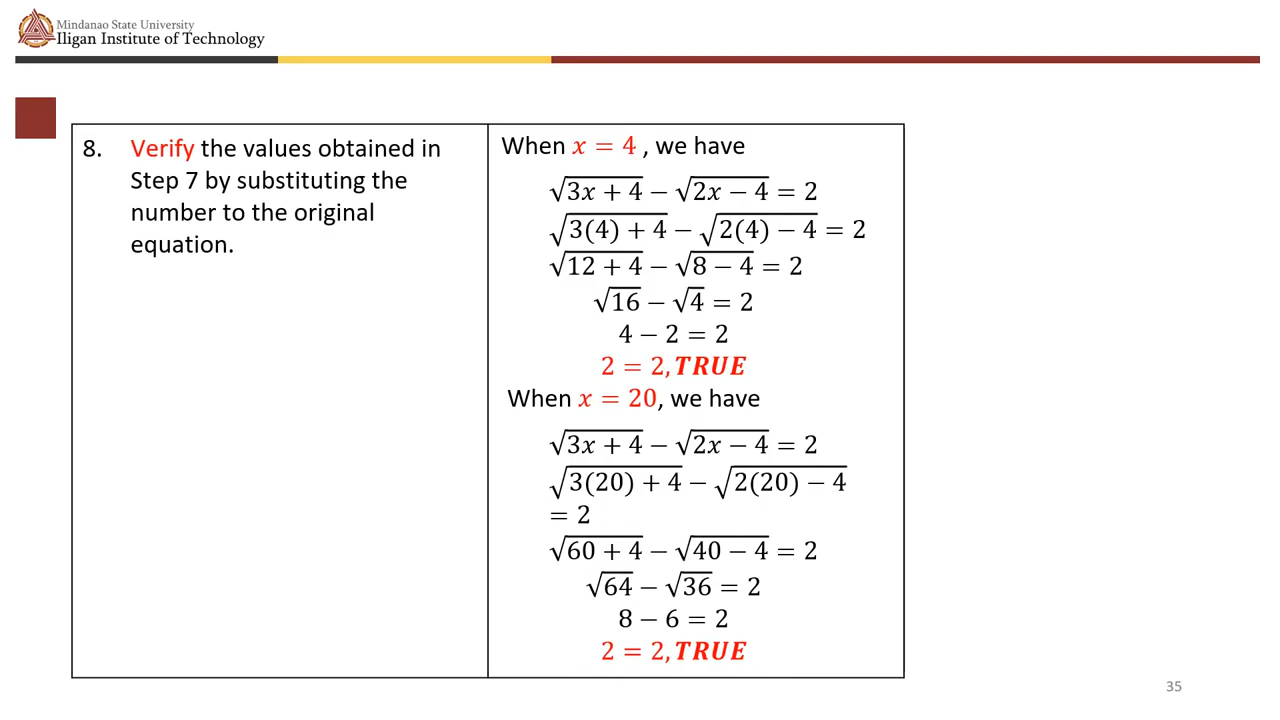 Mindanao State University
Iligan Institute of Technology
8. Verify the values obtained in
Step 7 by substituting the
number to the original
equation.
When x = 4 , we have
√(3x + 4) − √(2x − 4) = 2
√(3(4) + 4) − √(2(4) − 4) = 2
√(12 + 4) − √(8 − 4) = 2
√16 − √4 = 2
4 − 2 = 2
2 = 2, TRUE
When x = 20, we have
√(3x + 4) − √(2x − 4) = 2
√(3(20) + 4) − √(2(20) − 4)
= 2
√(60 + 4) − √(40 − 4) = 2
√64 − √36 = 2
8 − 6 = 2
2 = 2, TRUE
35